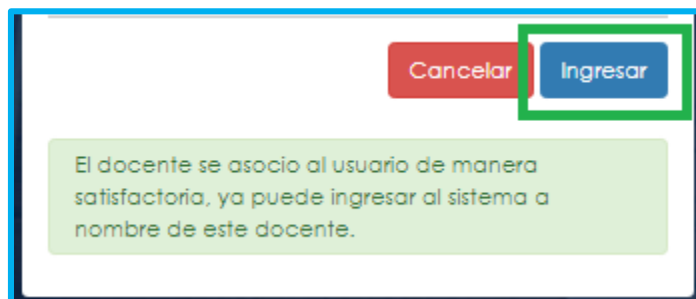 Cancelar Ingresar
El docente se asocio al usuario de manera
satisfactoria, ya puede ingresar al sistema a
nombre de este docente.